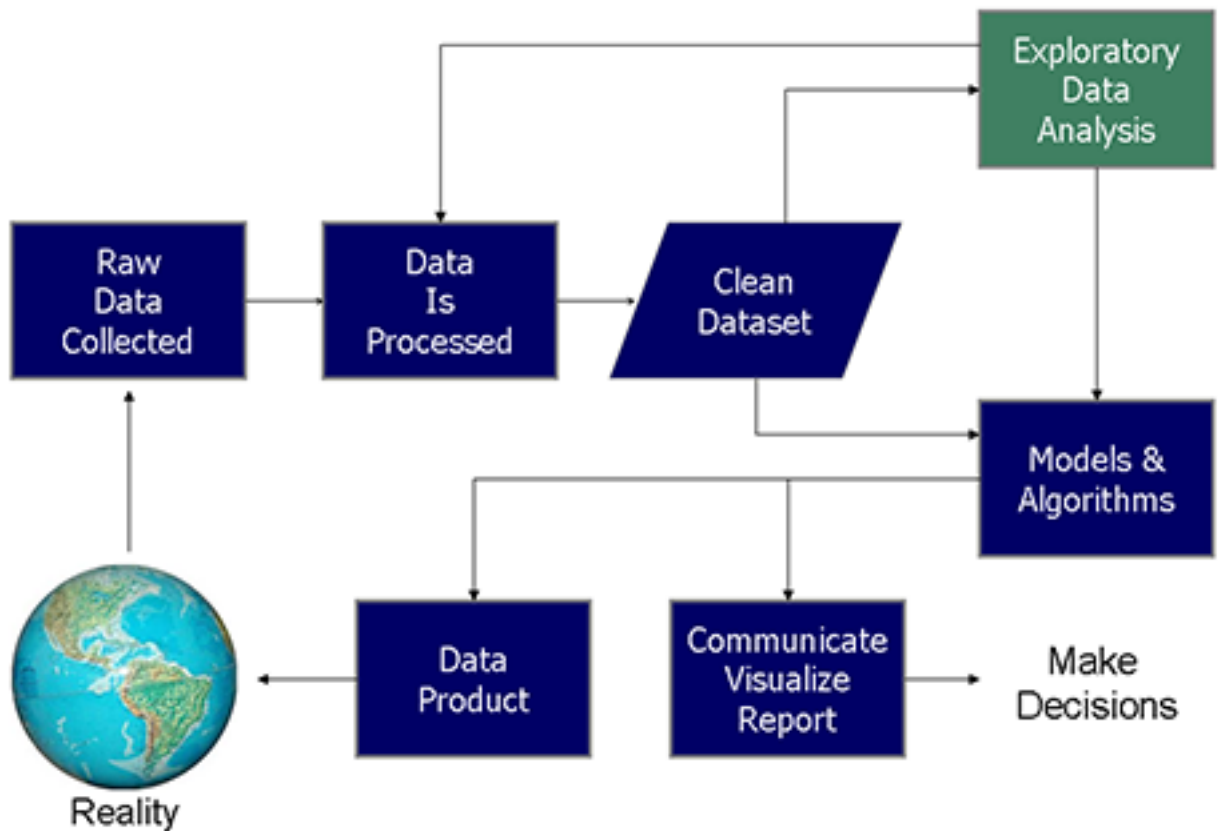 Exploratory
Data
Analysis
Raw
Data
Collected
Data
Is
Processed
Clean
Dataset
Models &
Algorithms
Data
Product
Communicate
Visualize
Report
Make
Decisions
Reality